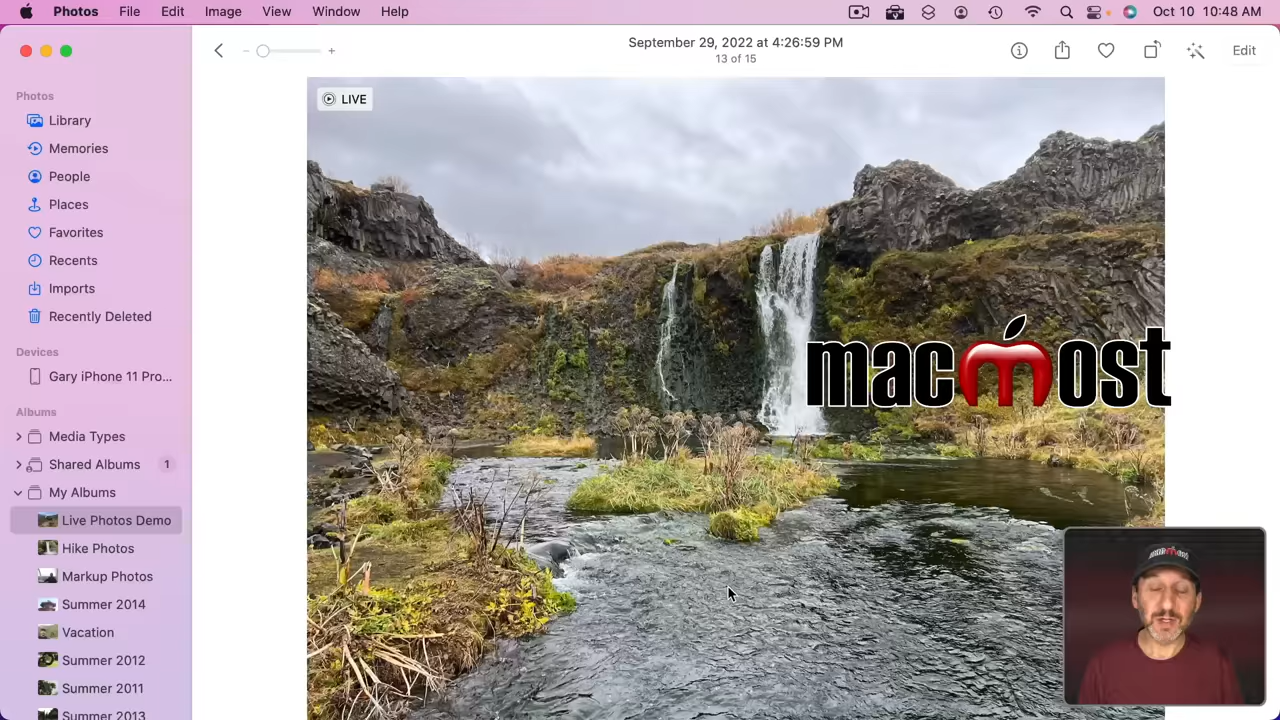 Photos File Edit Image View Window Help Oct 10 10:48 AM
September 29, 2022 at 4:26:59 PM
13 of 15
Edit
LIVE
Photos
Library
Memories
People
Places
Favorites
Recents
Imports
Recently Deleted
Devices
Gary iPhone 11 Pro...
Albums
Media Types
Shared Albums 1
My Albums
Live Photos Demo
Hike Photos
Markup Photos
Summer 2014
Vacation
Summer 2012
Summer 2011
Summer 2013
macmost
macmost